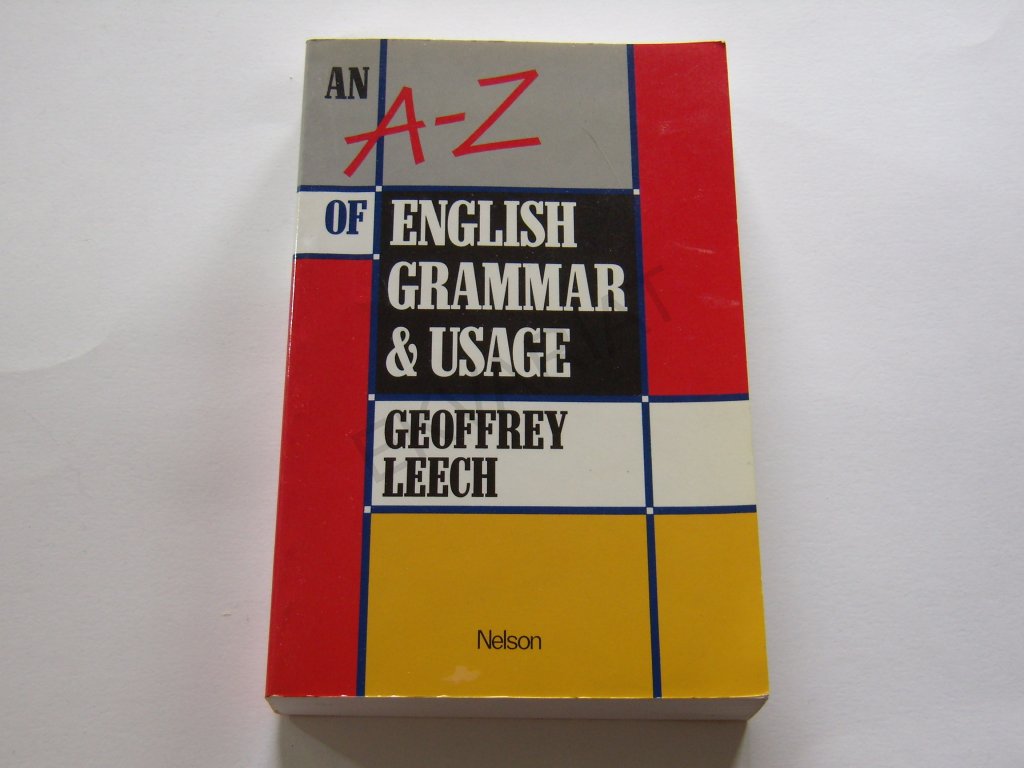 AN
A-Z
OF ENGLISH
GRAMMAR
& USAGE
GEOFFREY
LEECH
Nelson